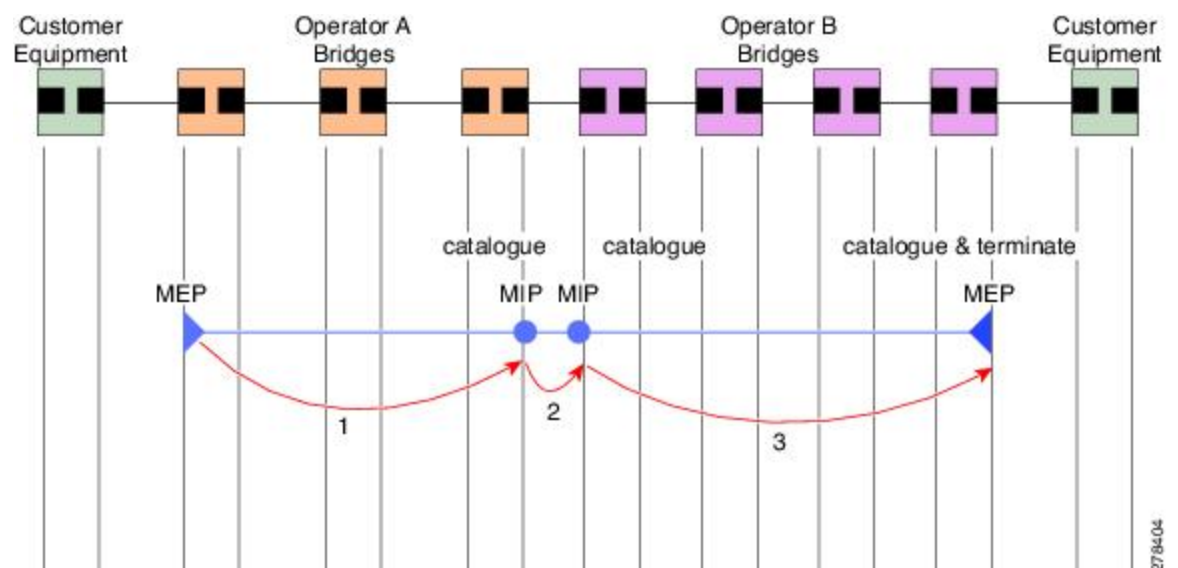 Customer
Equipment
Operator A
Bridges
Operator B
Bridges
Customer
Equipment
catalogue
catalogue
catalogue & terminate
MEP
MIP
MIP
MEP
1
2
3
278404